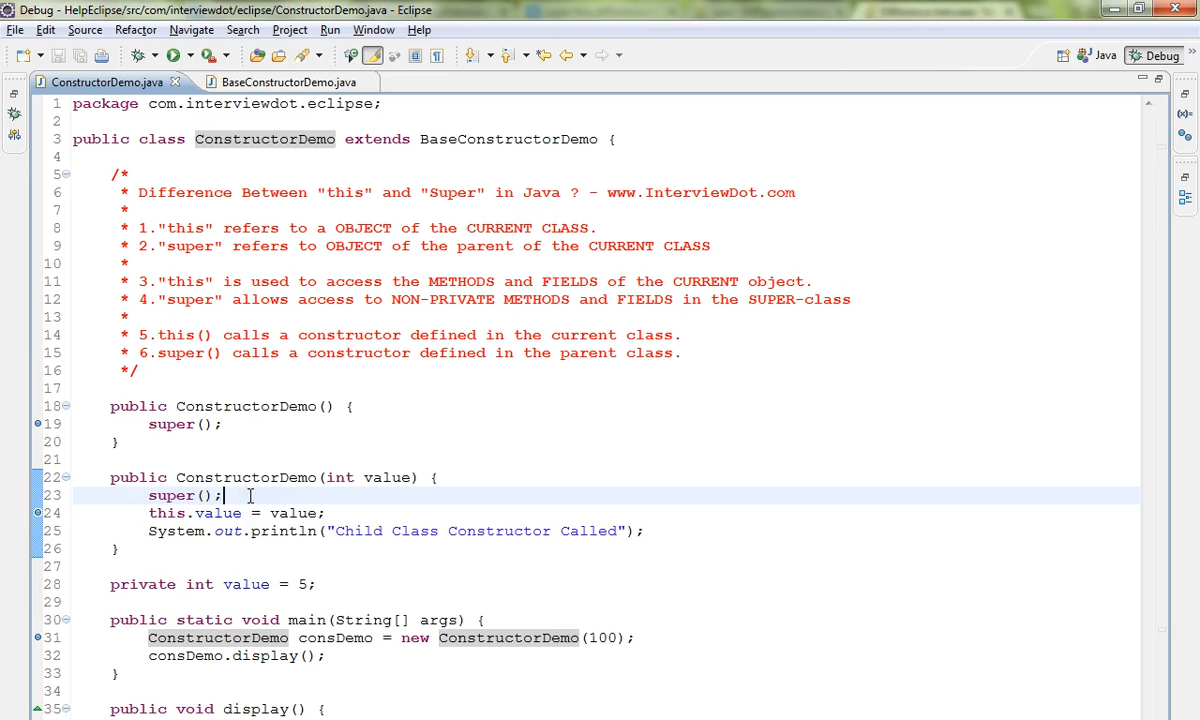 Debug - HelpEclipse/src/com/interviewdot/eclipse/ConstructorDemo.java - Eclipse
File Edit Source Refactor Navigate Search Project Run Window Help
Java Debug
ConstructorDemo.java BaseConstructorDemo.java
1 package com.interviewdot.eclipse;
2
3 public class ConstructorDemo extends BaseConstructorDemo {
4
5 /*
6 * Difference Between "this" and "Super" in Java ? - www.InterviewDot.com
7 *
8 * 1."this" refers to a OBJECT of the CURRENT CLASS.
9 * 2."super" refers to OBJECT of the parent of the CURRENT CLASS
10 *
11 * 3."this" is used to access the METHODS and FIELDS of the CURRENT object.
12 * 4."super" allows access to NON-PRIVATE METHODS and FIELDS in the SUPER-class
13 *
14 * 5.this() calls a constructor defined in the current class.
15 * 6.super() calls a constructor defined in the parent class.
16 */
17
18 public ConstructorDemo() {
19 super();
20 }
21
22 public ConstructorDemo(int value) {
23 super();
24 this.value = value;
25 System.out.println("Child Class Constructor Called");
26 }
27
28 private int value = 5;
29
30 public static void main(String[] args) {
31 ConstructorDemo consDemo = new ConstructorDemo(100);
32 consDemo.display();
33 }
34
35 public void display() {